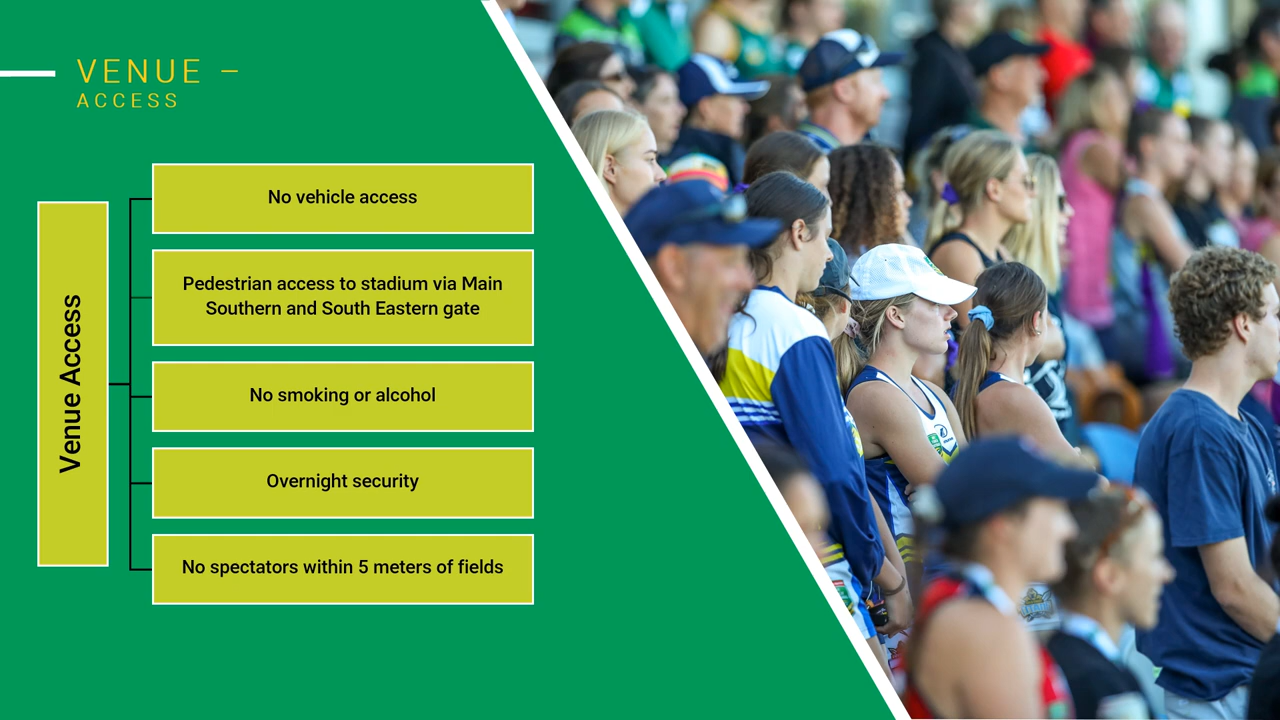 VENUE –
ACCESS
Venue Access
No vehicle access
Pedestrian access to stadium via Main
Southern and South Eastern gate
No smoking or alcohol
Overnight security
No spectators within 5 meters of fields